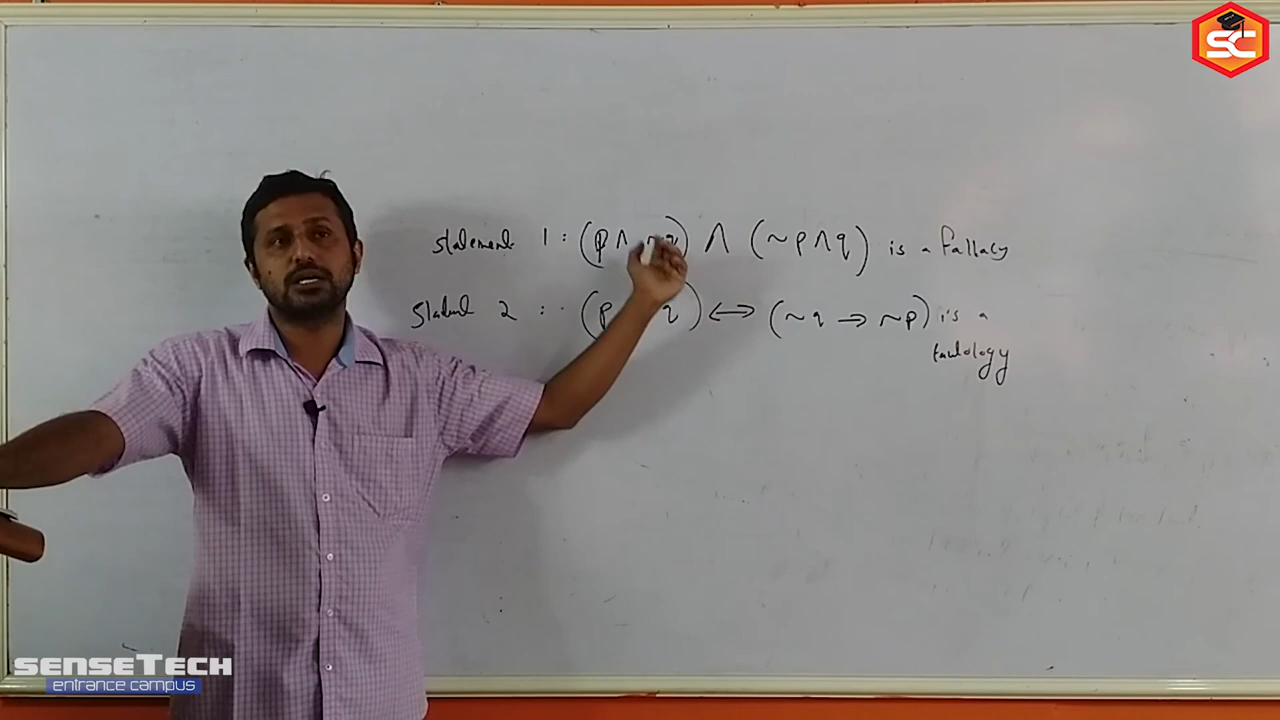 SC
Statement 1 : (p ∧ ~q) ∧ (~p ∧ q) is a fallacy
Statement 2 : (p q) ⟷ (~q → ~p) is a
tautology
SENSETECH
entrance campus